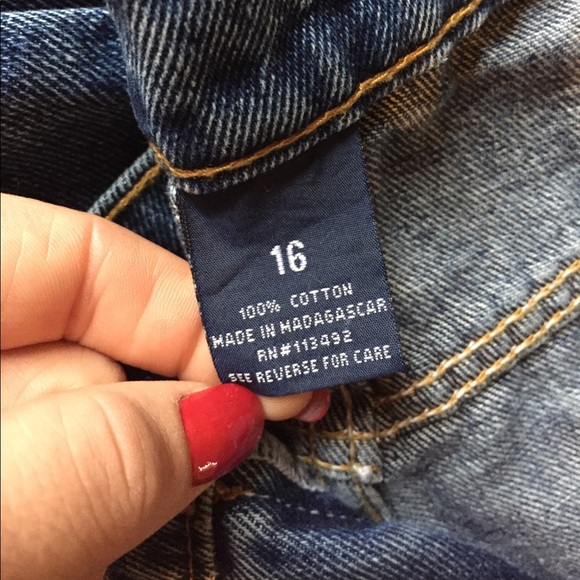 16
100% COTTON
MADE IN MADAGASCAR
RN#113492
SEE REVERSE FOR CARE